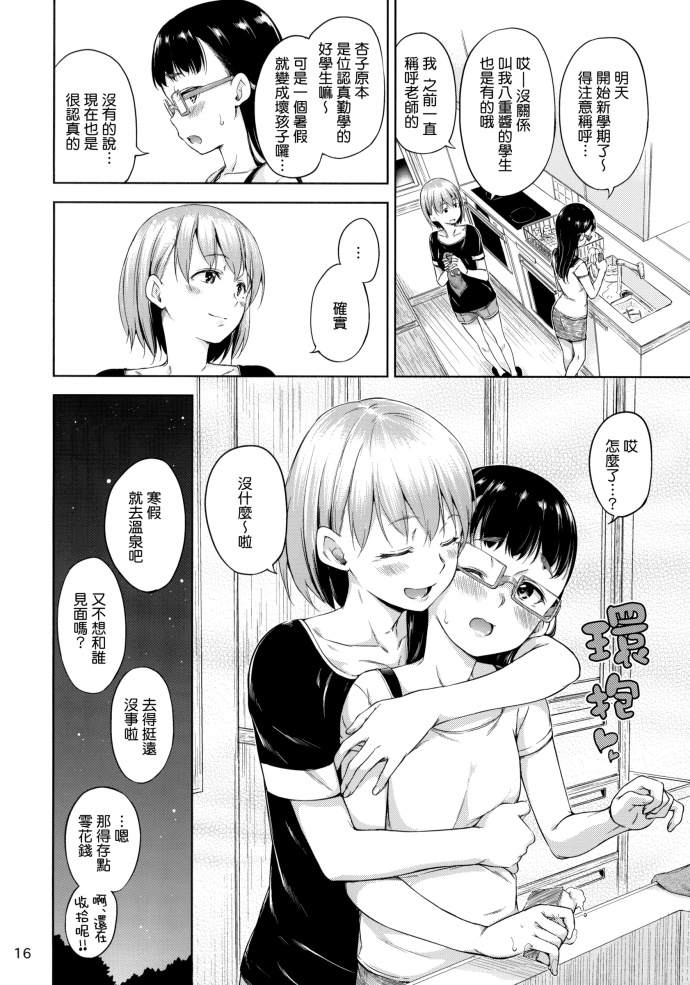 明天
開始新學期了～
得注意稱呼…
哎—沒關係
叫我八重醬的學生
也是有的哦
我 之前一直
稱呼老師的
杏子原本
是位認真勤學的
好學生嘛～
可是一個暑假
就變成壞孩子囉…
沒有的說…
現在也是
很認真的
…
確實
哎
怎麼了…?
環抱
沒什麼～啦
寒假
就去溫泉吧
又不想和誰
見面嗎?
去得挺遠
沒事啦
…嗯
那得存點
零花錢
啊、還在
收拾呢!!
16